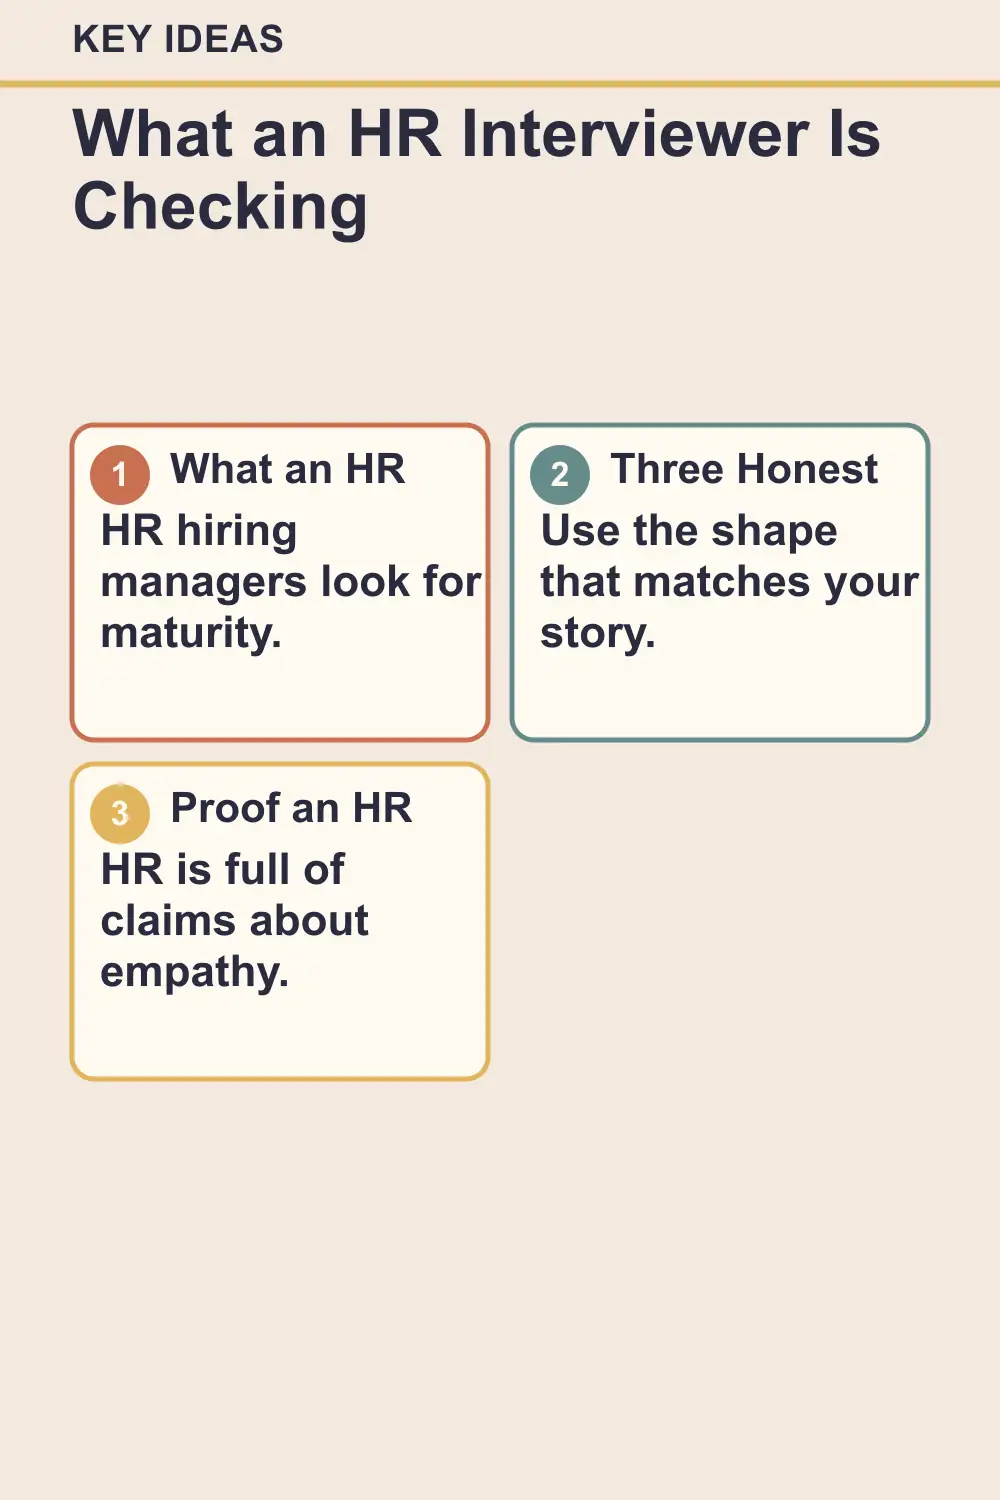 KEY IDEAS
What an HR Interviewer Is
Checking
1
What an HR
HR hiring
managers look for
maturity.
2
Three Honest
Use the shape
that matches your
story.
3
Proof an HR
HR is full of
claims about
empathy.